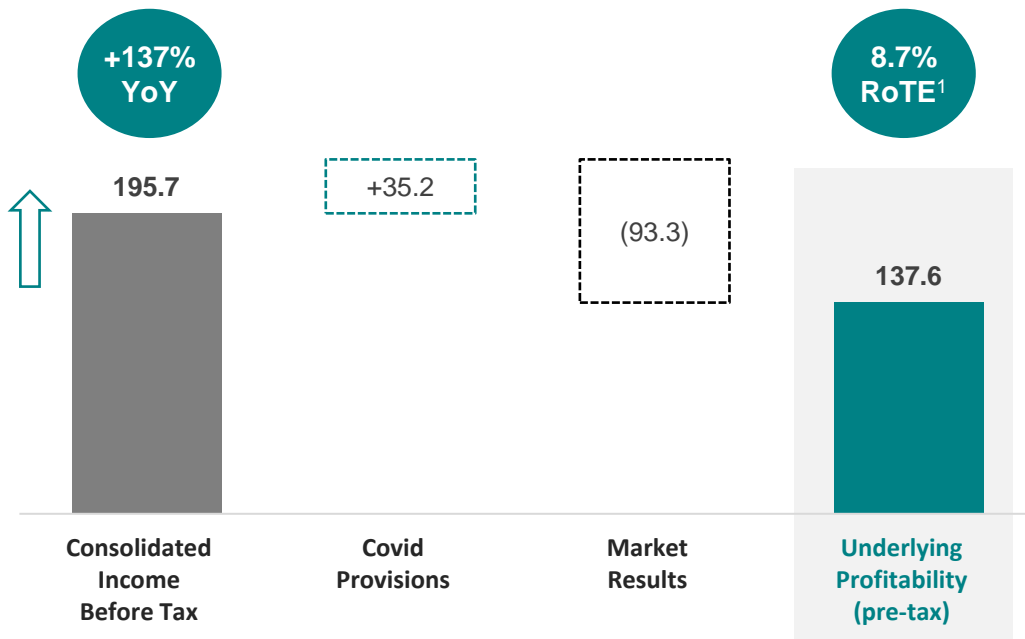 +137%
YoY
8.7%
RoTE¹
195.7
+35.2
(93.3)
137.6
Consolidated
Income
Before Tax
Covid
Provisions
Market
Results
Underlying
Profitability
(pre-tax)